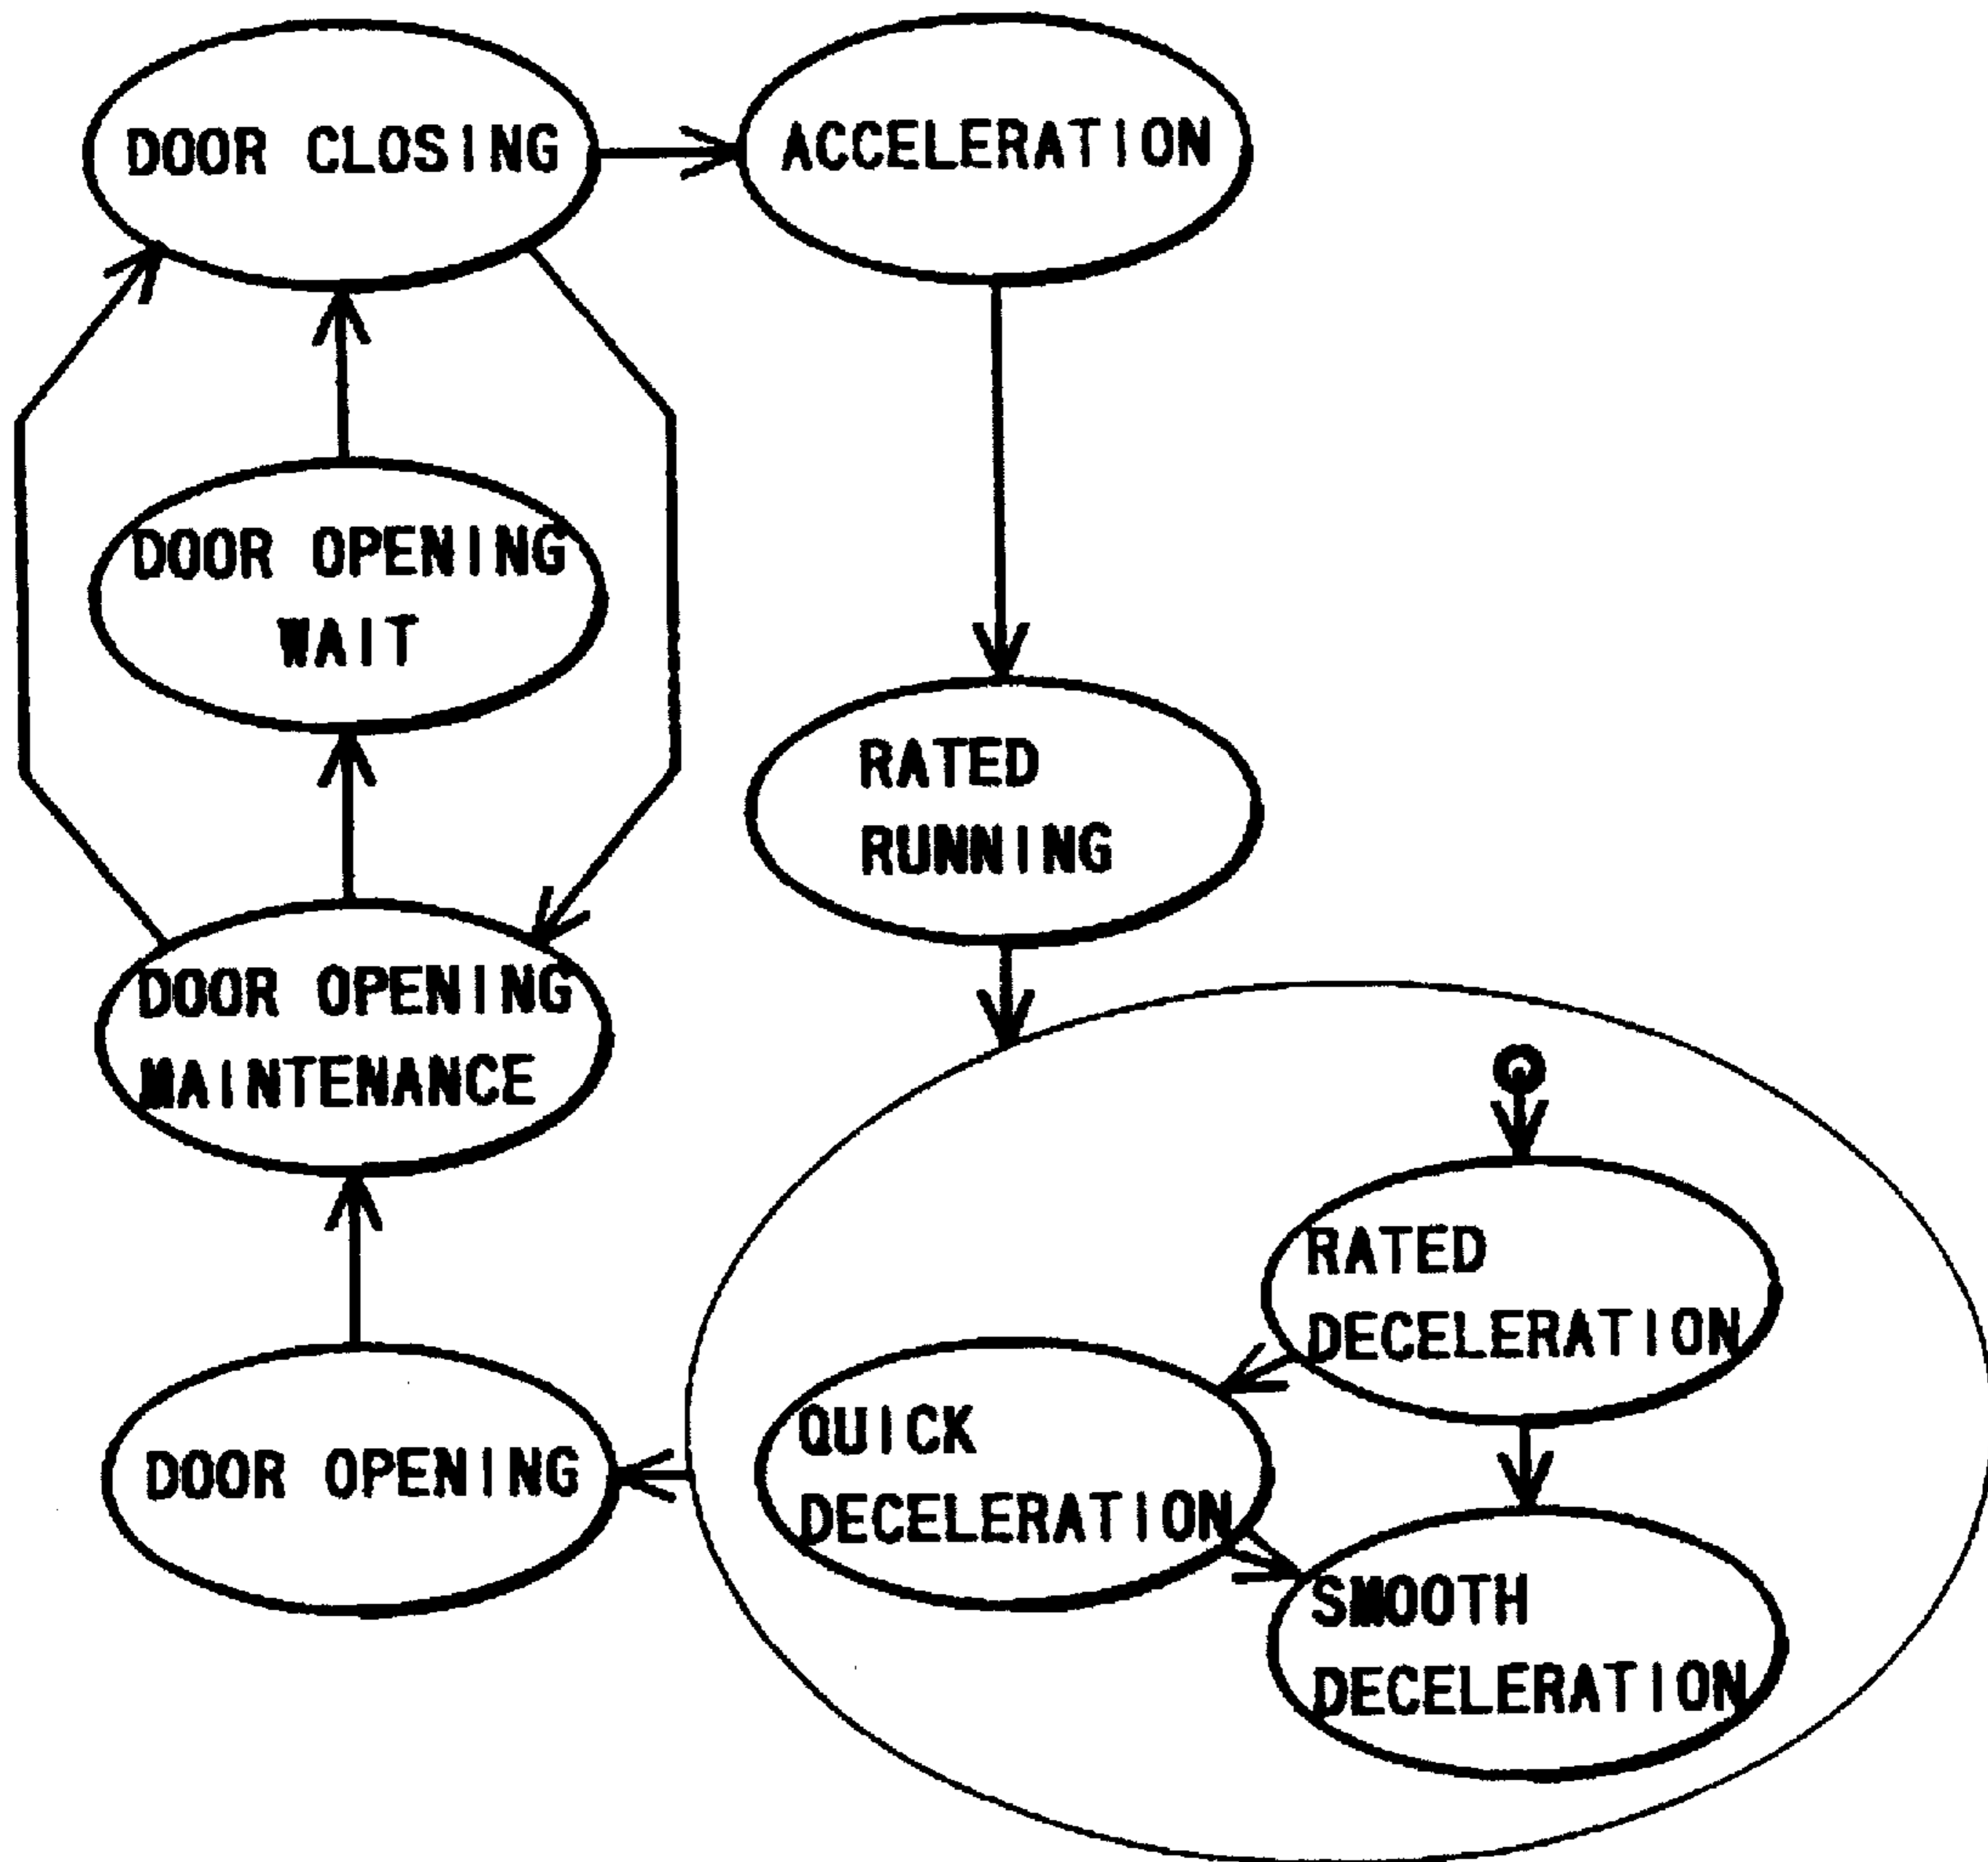 DOOR CLOSING
ACCELERATION
DOOR OPENING
WAIT
RATED
RUNNING
DOOR OPENING
MAINTENANCE
RATED
DECELERATION
QUICK
DECELERATION
DOOR OPENING
SMOOTH
DECELERATION